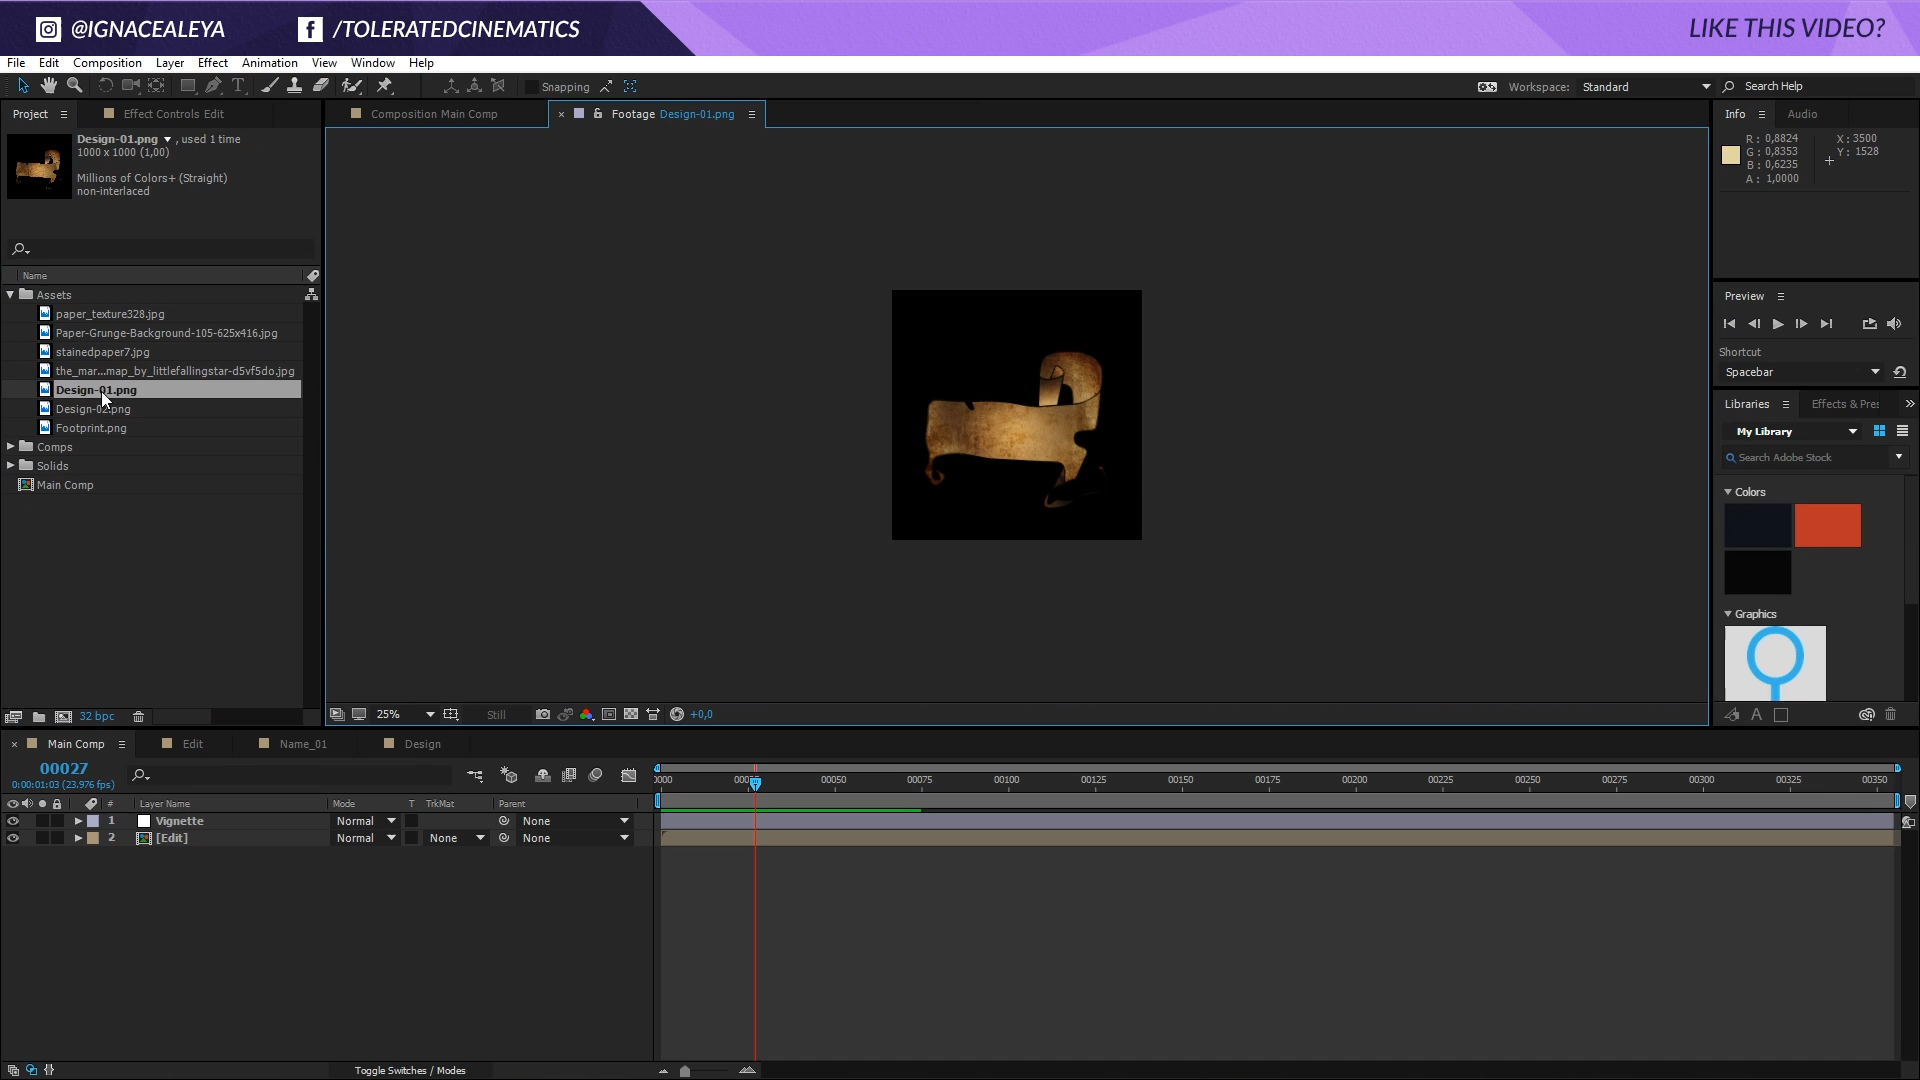 @IGNACEALEYA /TOLERATEDCINEMATICS LIKE THIS VIDEO?
File Edit Composition Layer Effect Animation View Window Help
Snapping Workspace: Standard Search Help
Project Effect Controls Edit Composition Main Comp Footage Design-01.png Info Audio
Design-01.png , used 1 time
1000 x 1000 (1,00)
Millions of Colors+ (Straight)
non-interlaced
R: 0,8824
G: 0,8353
B: 0,6235
A: 1,0000
X: 3500
Y: 1528
Name
Assets
paper_texture328.jpg
Paper-Grunge-Background-105-625x416.jpg
stainedpaper7.jpg
the_mar...map_by_littlefallingstar-d5vf5do.jpg
Design-01.png
Footprint.png
Comps
Solids
Main Comp
32 bpc
25% Still +0,0
Preview
Shortcut
Spacebar
Libraries Effects & Pres
My Library
Search Adobe Stock
Colors
Graphics
Main Comp Edit Name_01 Design
00027
0:00:01:03 (23.976 fps)
# Layer Name Mode T TrkMat Parent
1 Vignette Normal None
2 [Edit] Normal None None
00050 00075 00100 00125 00150 00175 00200 00225 00250 00275 00300 00325 00350
Toggle Switches / Modes